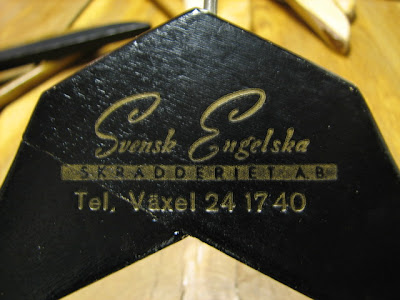 Svensk Engelska
SKRÄDDERIET AB
Tel. Växel 24 17 40